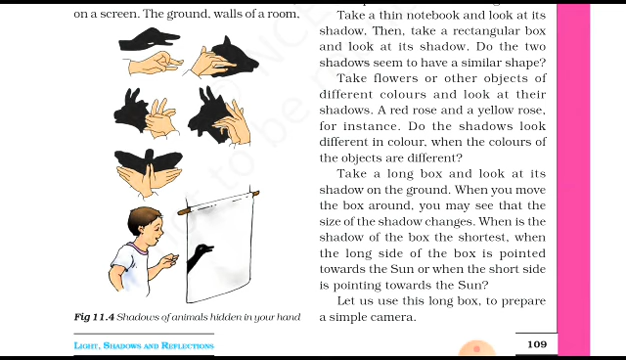 on a screen. The ground, walls of a room,
Fig 11.4 Shadows of animals hidden in your hand
Take a thin notebook and look at its
shadow. Then, take a rectangular box
and look at its shadow. Do the two
shadows seem to have a similar shape?
Take flowers or other objects of
different colours and look at their
shadows. A red rose and a yellow rose,
for instance. Do the shadows look
different in colour, when the colours of
the objects are different?
Take a long box and look at its
shadow on the ground. When you move
the box around, you may see that the
size of the shadow changes. When is the
shadow of the box the shortest, when
the long side of the box is pointed
towards the Sun or when the short side
is pointing towards the Sun?
Let us use this long box, to prepare
a simple camera.
LIGHT, SHADOWS AND REFLECTIONS
109